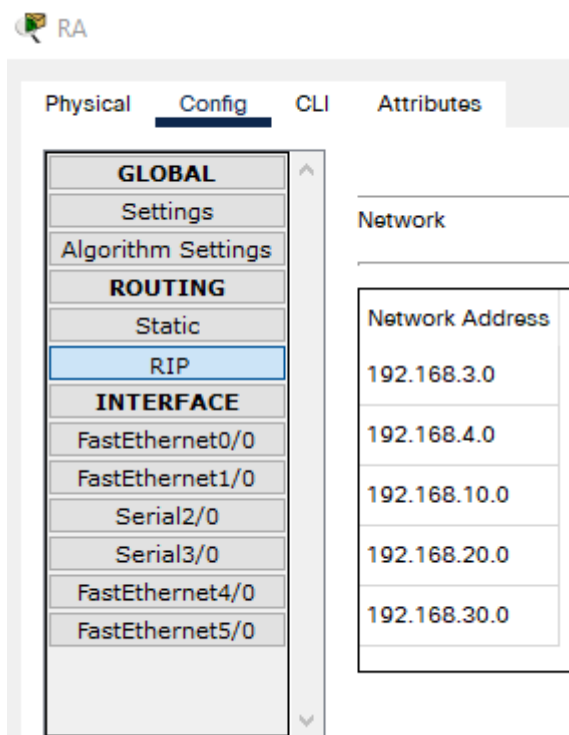 RA
Physical Config CLI Attributes
GLOBAL
Settings
Algorithm Settings
ROUTING
Static
RIP
INTERFACE
FastEthernet0/0
FastEthernet1/0
Serial2/0
Serial3/0
FastEthernet4/0
FastEthernet5/0
Network
Network Address
192.168.3.0
192.168.4.0
192.168.10.0
192.168.20.0
192.168.30.0